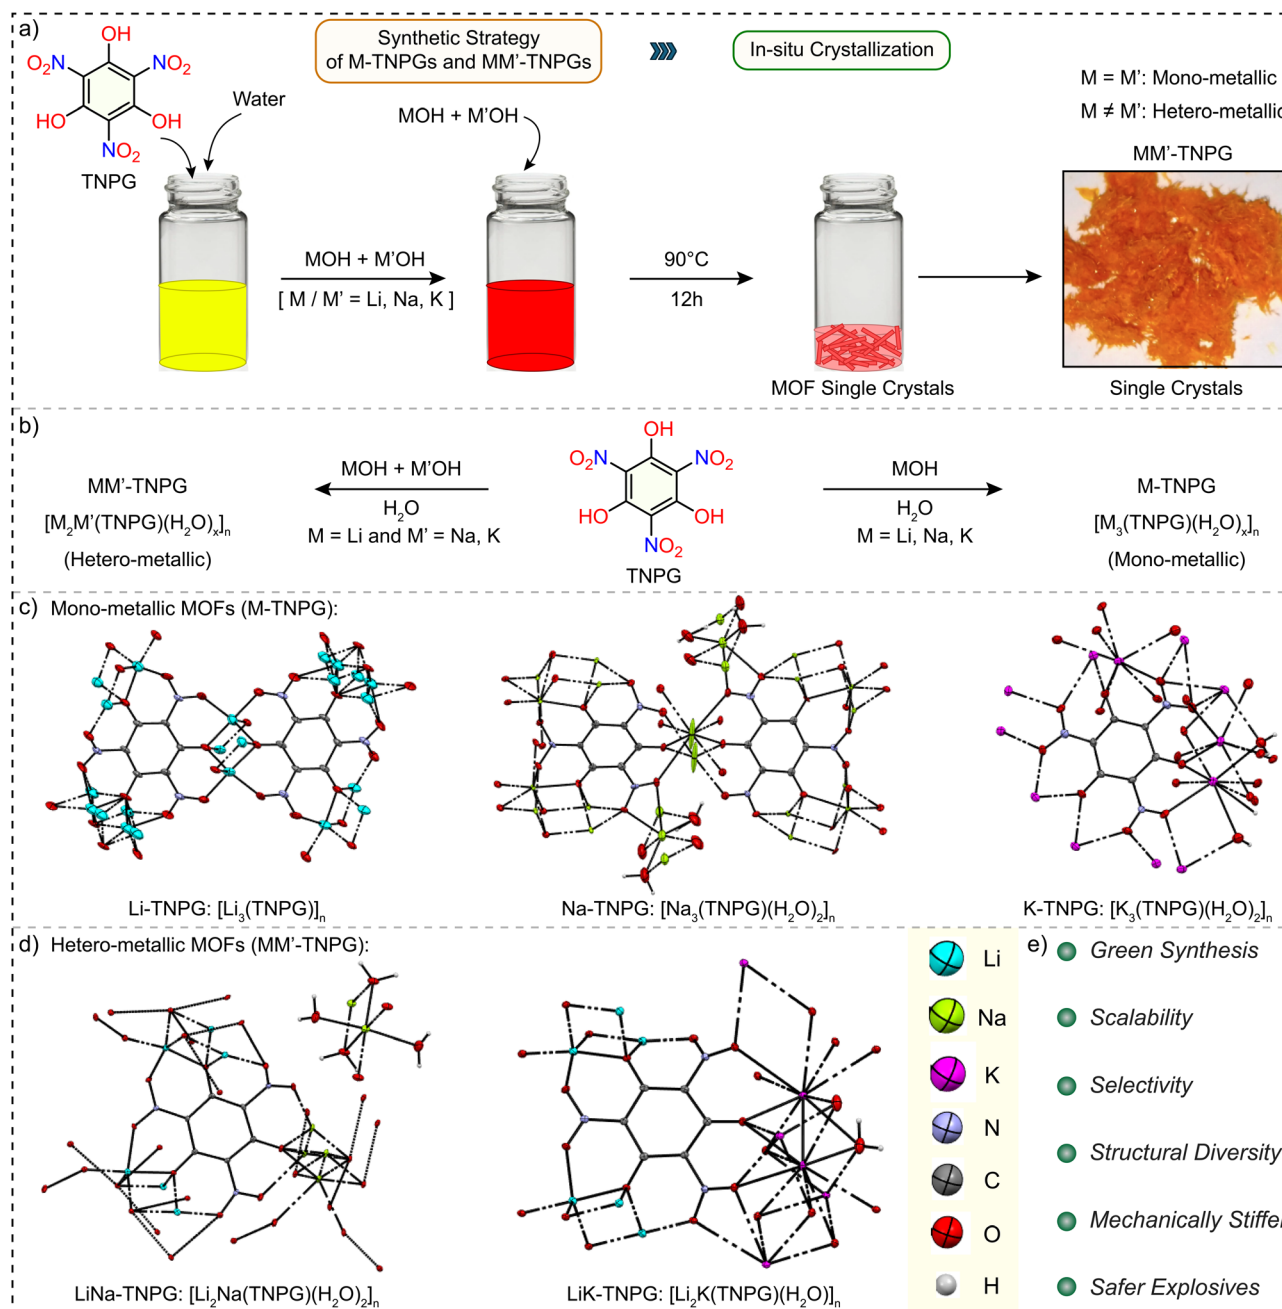 a)
OH
O₂N
NO₂
HO
OH
NO₂
TNPG
Water
Synthetic Strategy
of M-TNPGs and MM'-TNPGs
In-situ Crystallization
MOH + M'OH
M = M': Mono-metallic
M ≠ M': Hetero-metallic
MM'-TNPG
MOH + M'OH
[ M / M' = Li, Na, K ]
90°C
12h
MOF Single Crystals
Single Crystals
b)
MM'-TNPG
[M₂M'(TNPG)(H₂O)ₓ]ₙ
(Hetero-metallic)
MOH + M'OH
H₂O
M = Li and M' = Na, K
OH
O₂N
NO₂
HO
OH
NO₂
TNPG
MOH
H₂O
M = Li, Na, K
M-TNPG
[M₃(TNPG)(H₂O)ₓ]ₙ
(Mono-metallic)
c) Mono-metallic MOFs (M-TNPG):
Li-TNPG: [Li₃(TNPG)]ₙ
Na-TNPG: [Na₃(TNPG)(H₂O)₂]ₙ
K-TNPG: [K₃(TNPG)(H₂O)₂]ₙ
d) Hetero-metallic MOFs (MM'-TNPG):
LiNa-TNPG: [Li₂Na(TNPG)(H₂O)₂]ₙ
LiK-TNPG: [Li₂K(TNPG)(H₂O)]ₙ
Li
Na
K
N
C
O
H
e)
Green Synthesis
Scalability
Selectivity
Structural Diversity
Mechanically Stiffer
Safer Explosives